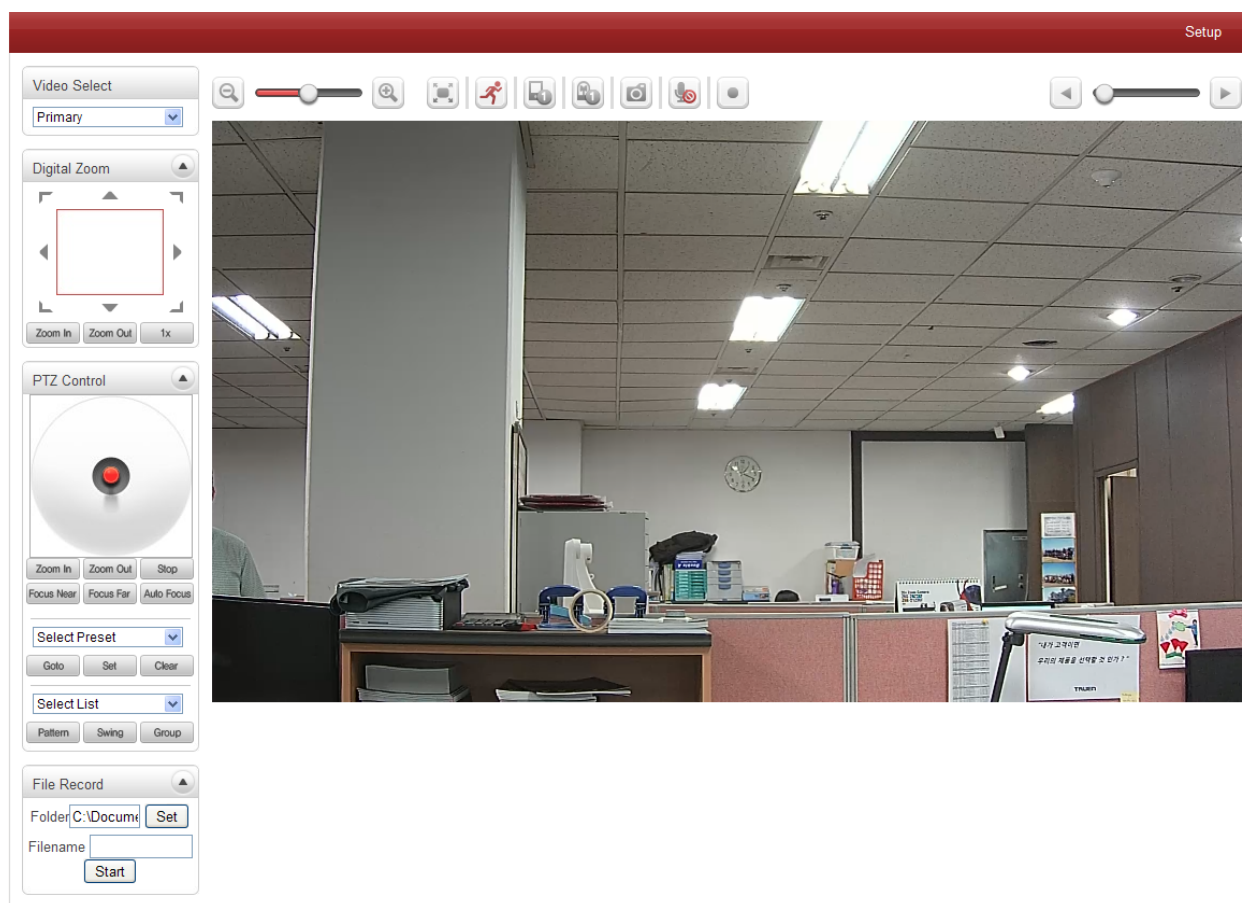 Setup
Video Select
Primary
Digital Zoom
Zoom In Zoom Out 1x
PTZ Control
Zoom In Zoom Out Stop
Focus Near Focus Far Auto Focus
Select Preset
Goto Set Clear
Select List
Pattern Swing Group
File Record
Folder C:\Docume Set
Filename
Start
1
1
"내가 고객이면
우리의 제품을 선택할 것 인가 ? "
TRUEN